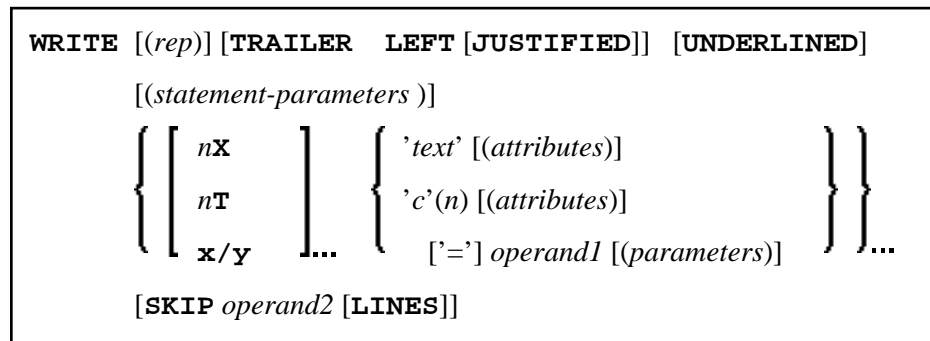 WRITE [(rep)] [TRAILER LEFT [JUSTIFIED]] [UNDERLINED]
[(statement-parameters )]
{ [ nX ] { ’text’ [(attributes)] } }
{ [ nT ] { ’c’(n) [(attributes)] } }
{ [ x/y ]... { [’=’] operand1 [(parameters)] } }...
[SKIP operand2 [LINES]]